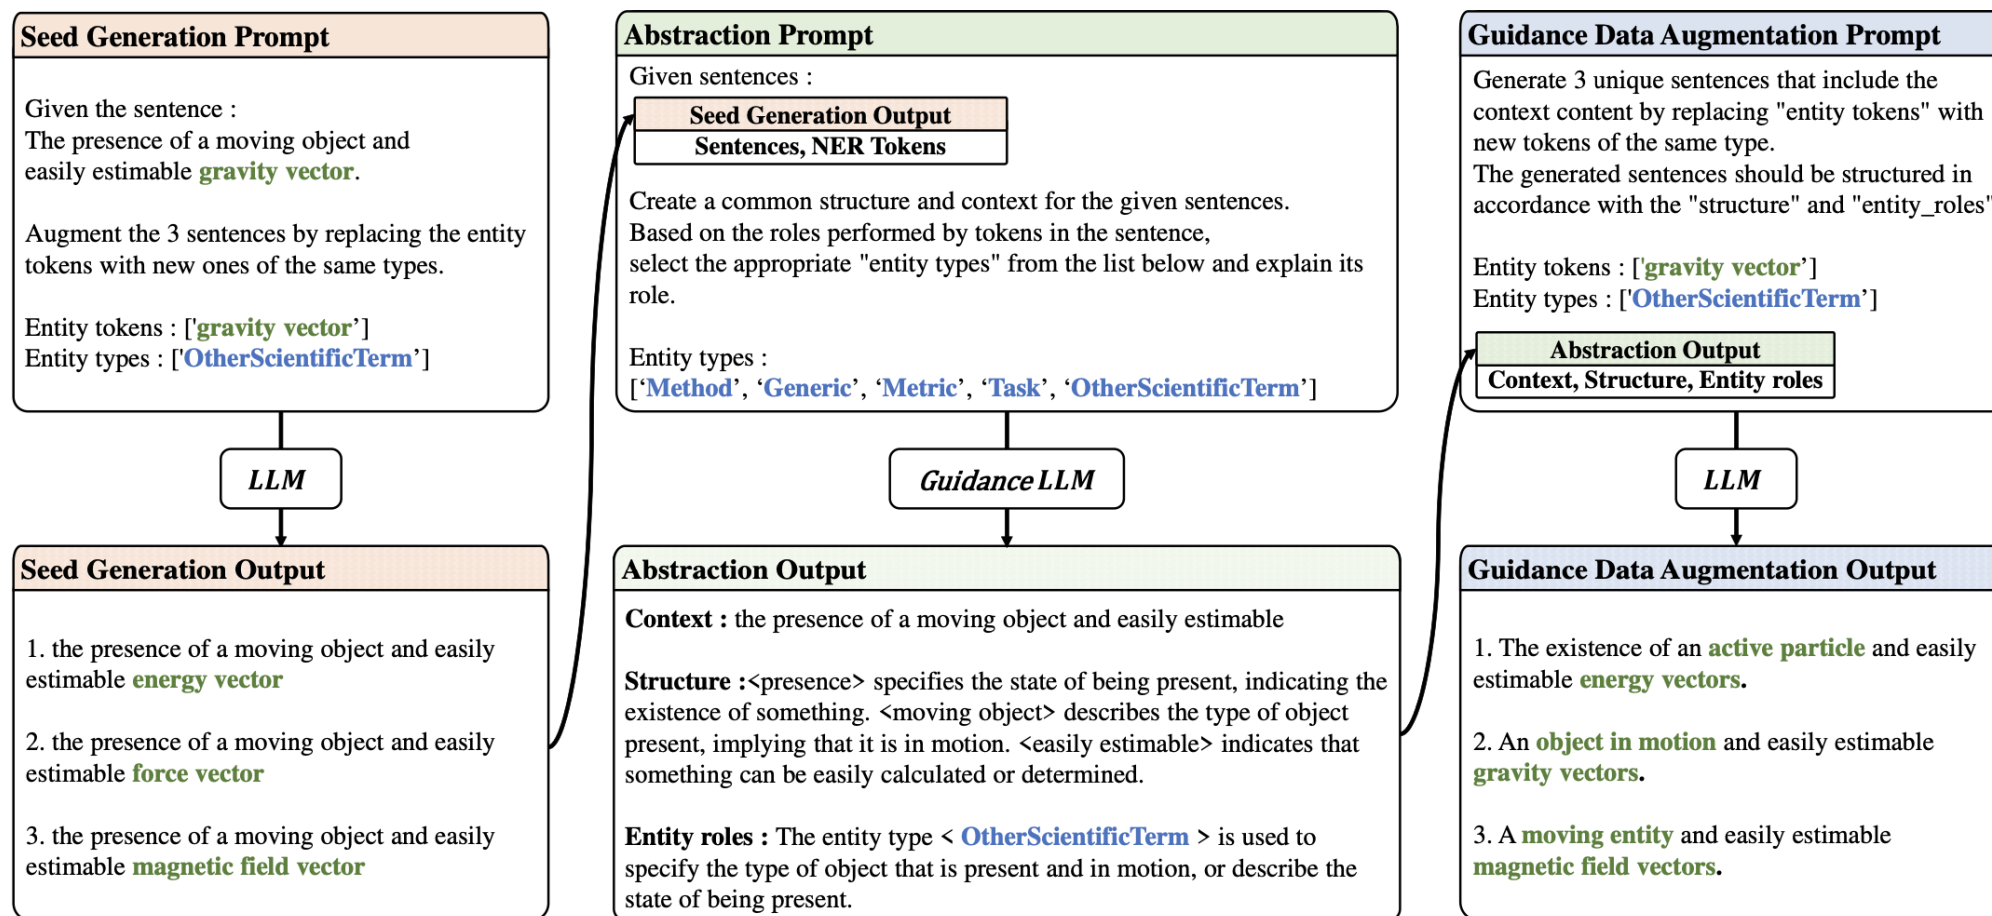 Seed Generation Prompt
Given the sentence :
The presence of a moving object and
easily estimable gravity vector.
Augment the 3 sentences by replacing the entity
tokens with new ones of the same types.
Entity tokens : ['gravity vector’]
Entity types : ['OtherScientificTerm’]
LLM
Seed Generation Output
1. the presence of a moving object and easily
estimable energy vector
2. the presence of a moving object and easily
estimable force vector
3. the presence of a moving object and easily
estimable magnetic field vector
Abstraction Prompt
Given sentences :
Seed Generation Output
Sentences, NER Tokens
Create a common structure and context for the given sentences.
Based on the roles performed by tokens in the sentence,
select the appropriate "entity types" from the list below and explain its
role.
Entity types :
[‘Method’, ‘Generic’, ‘Metric’, ‘Task’, ‘OtherScientificTerm’]
Guidance LLM
Abstraction Output
Context : the presence of a moving object and easily estimable
Structure :<presence> specifies the state of being present, indicating the
existence of something. <moving object> describes the type of object
present, implying that it is in motion. <easily estimable> indicates that
something can be easily calculated or determined.
Entity roles : The entity type < OtherScientificTerm > is used to
specify the type of object that is present and in motion, or describe the
state of being present.
Guidance Data Augmentation Prompt
Generate 3 unique sentences that include the
context content by replacing "entity tokens" with
new tokens of the same type.
The generated sentences should be structured in
accordance with the "structure" and "entity_roles"
Entity tokens : ['gravity vector’]
Entity types : ['OtherScientificTerm’]
Abstraction Output
Context, Structure, Entity roles
LLM
Guidance Data Augmentation Output
1. The existence of an active particle and easily
estimable energy vectors.
2. An object in motion and easily estimable
gravity vectors.
3. A moving entity and easily estimable
magnetic field vectors.